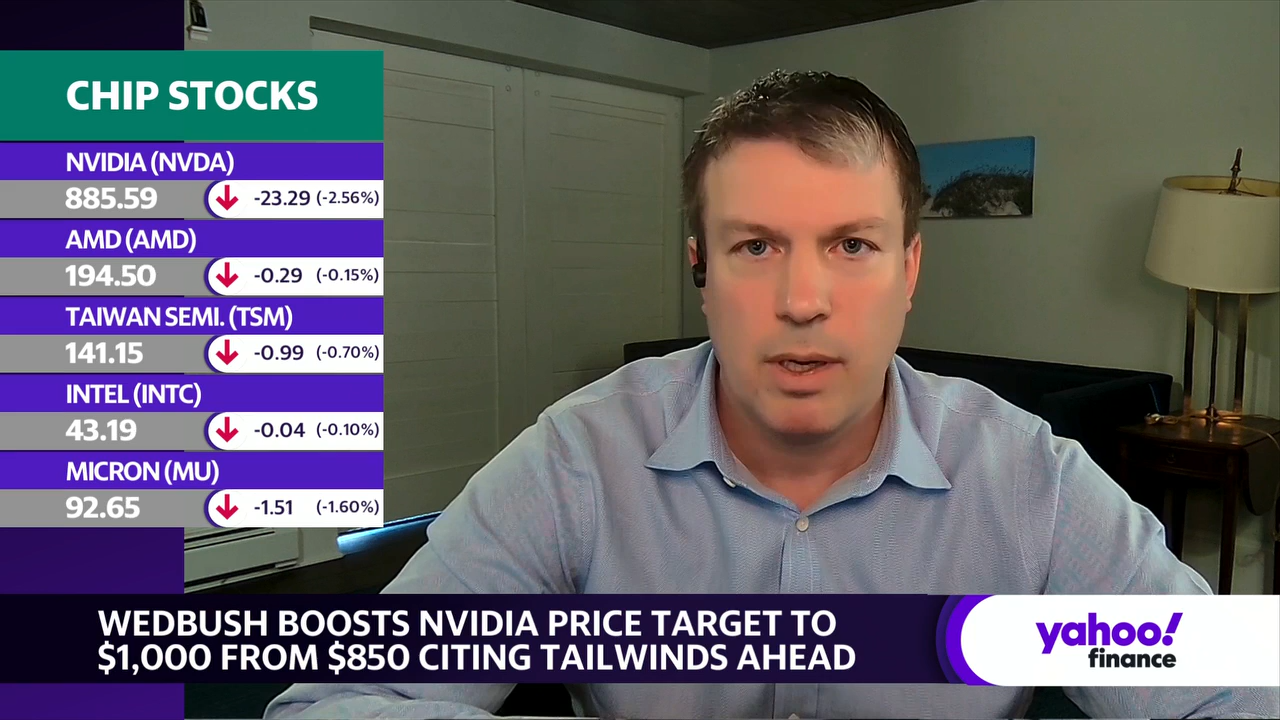 CHIP STOCKS
NVIDIA (NVDA)
885.59 -23.29 (-2.56%)
AMD (AMD)
194.50 -0.29 (-0.15%)
TAIWAN SEMI. (TSM)
141.15 -0.99 (-0.70%)
INTEL (INTC)
43.19 -0.04 (-0.10%)
MICRON (MU)
92.65 -1.51 (-1.60%)
WEDBUSH BOOSTS NVIDIA PRICE TARGET TO
$1,000 FROM $850 CITING TAILWINDS AHEAD
yahoo!
finance